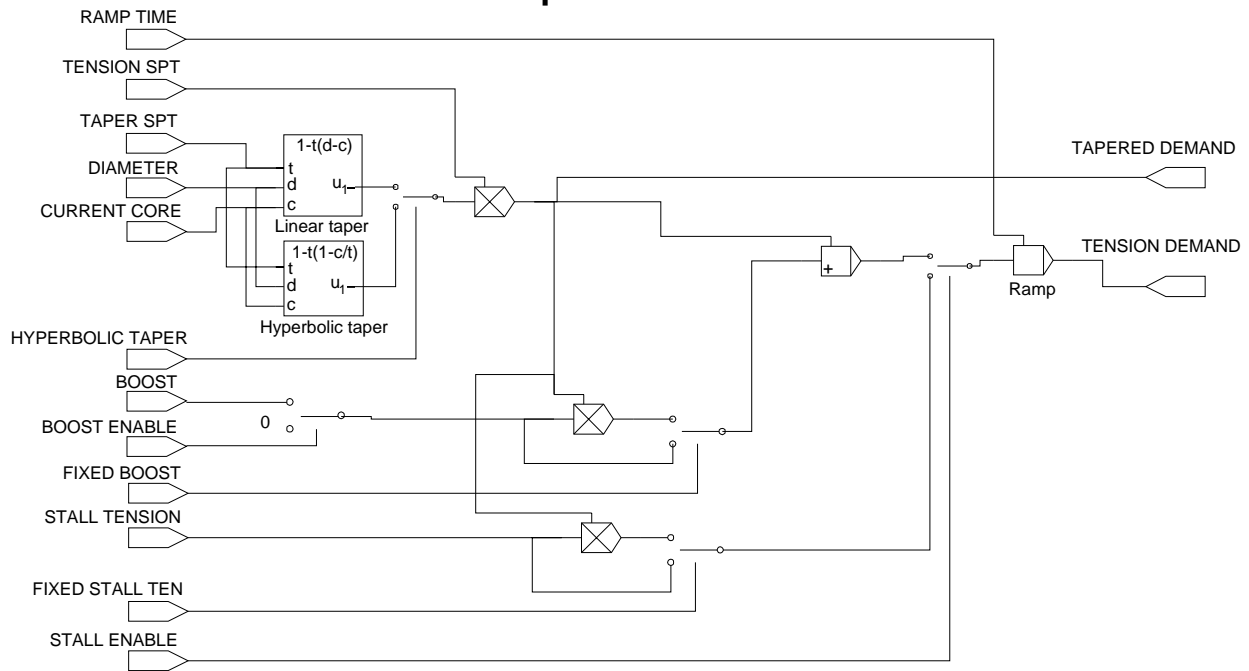 RAMP TIME
TENSION SPT
TAPER SPT
DIAMETER
CURRENT CORE
1-t(d-c)
t
d
c
u1
Linear taper
1-t(1-c/t)
t
d
c
u1
Hyperbolic taper
HYPERBOLIC TAPER
BOOST
0
BOOST ENABLE
FIXED BOOST
STALL TENSION
FIXED STALL TEN
STALL ENABLE
+
Ramp
TAPERED DEMAND
TENSION DEMAND